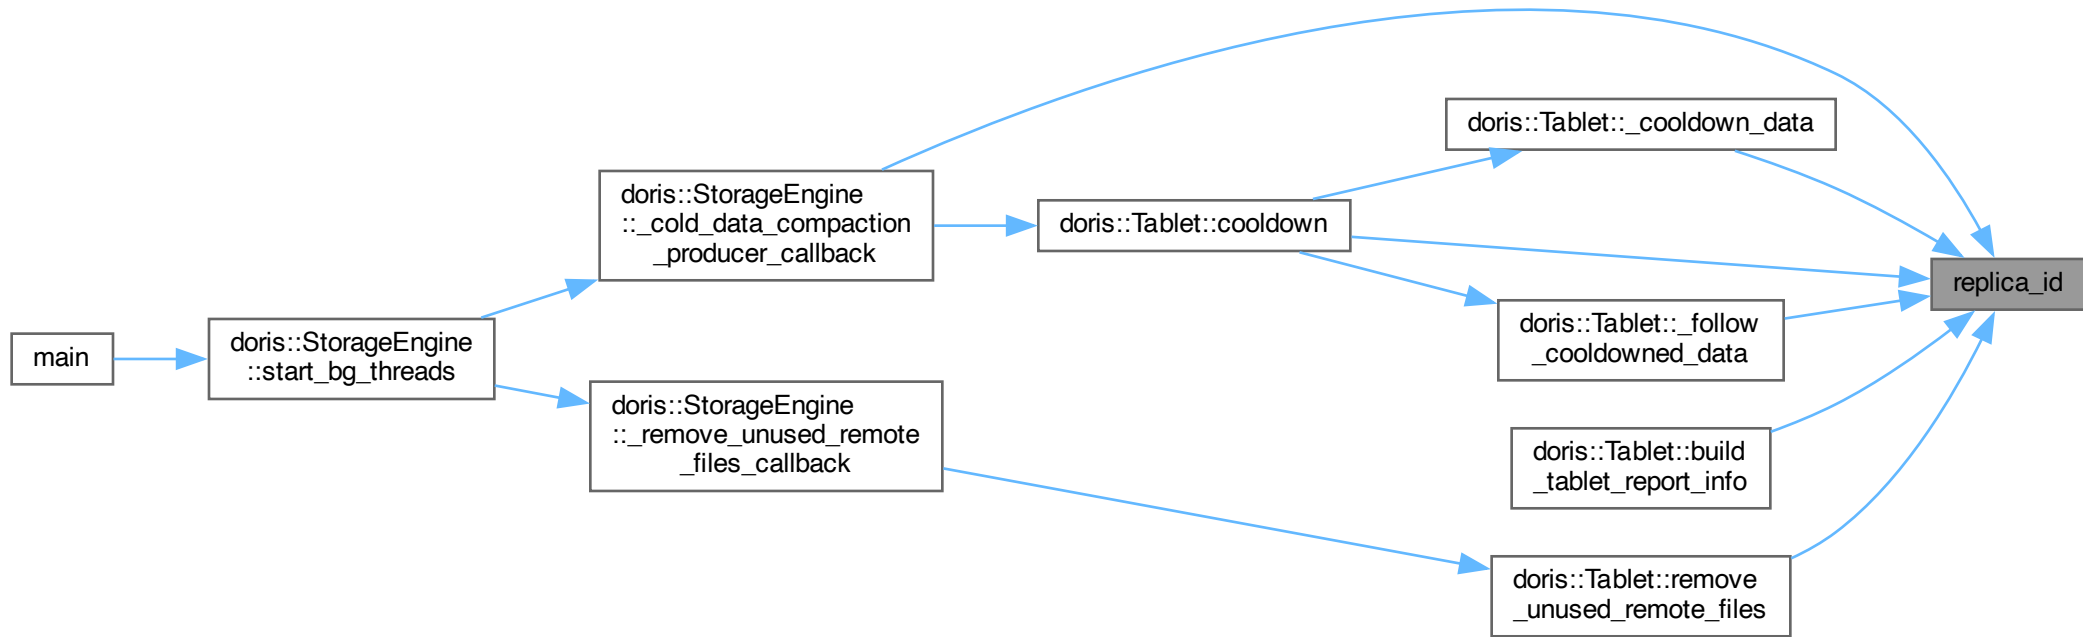 main
doris::StorageEngine
::start_bg_threads
doris::StorageEngine
::_cold_data_compaction
_producer_callback
doris::StorageEngine
::_remove_unused_remote
_files_callback
doris::Tablet::cooldown
doris::Tablet::_cooldown_data
doris::Tablet::_follow
_cooldowned_data
doris::Tablet::build
_tablet_report_info
doris::Tablet::remove
_unused_remote_files
replica_id